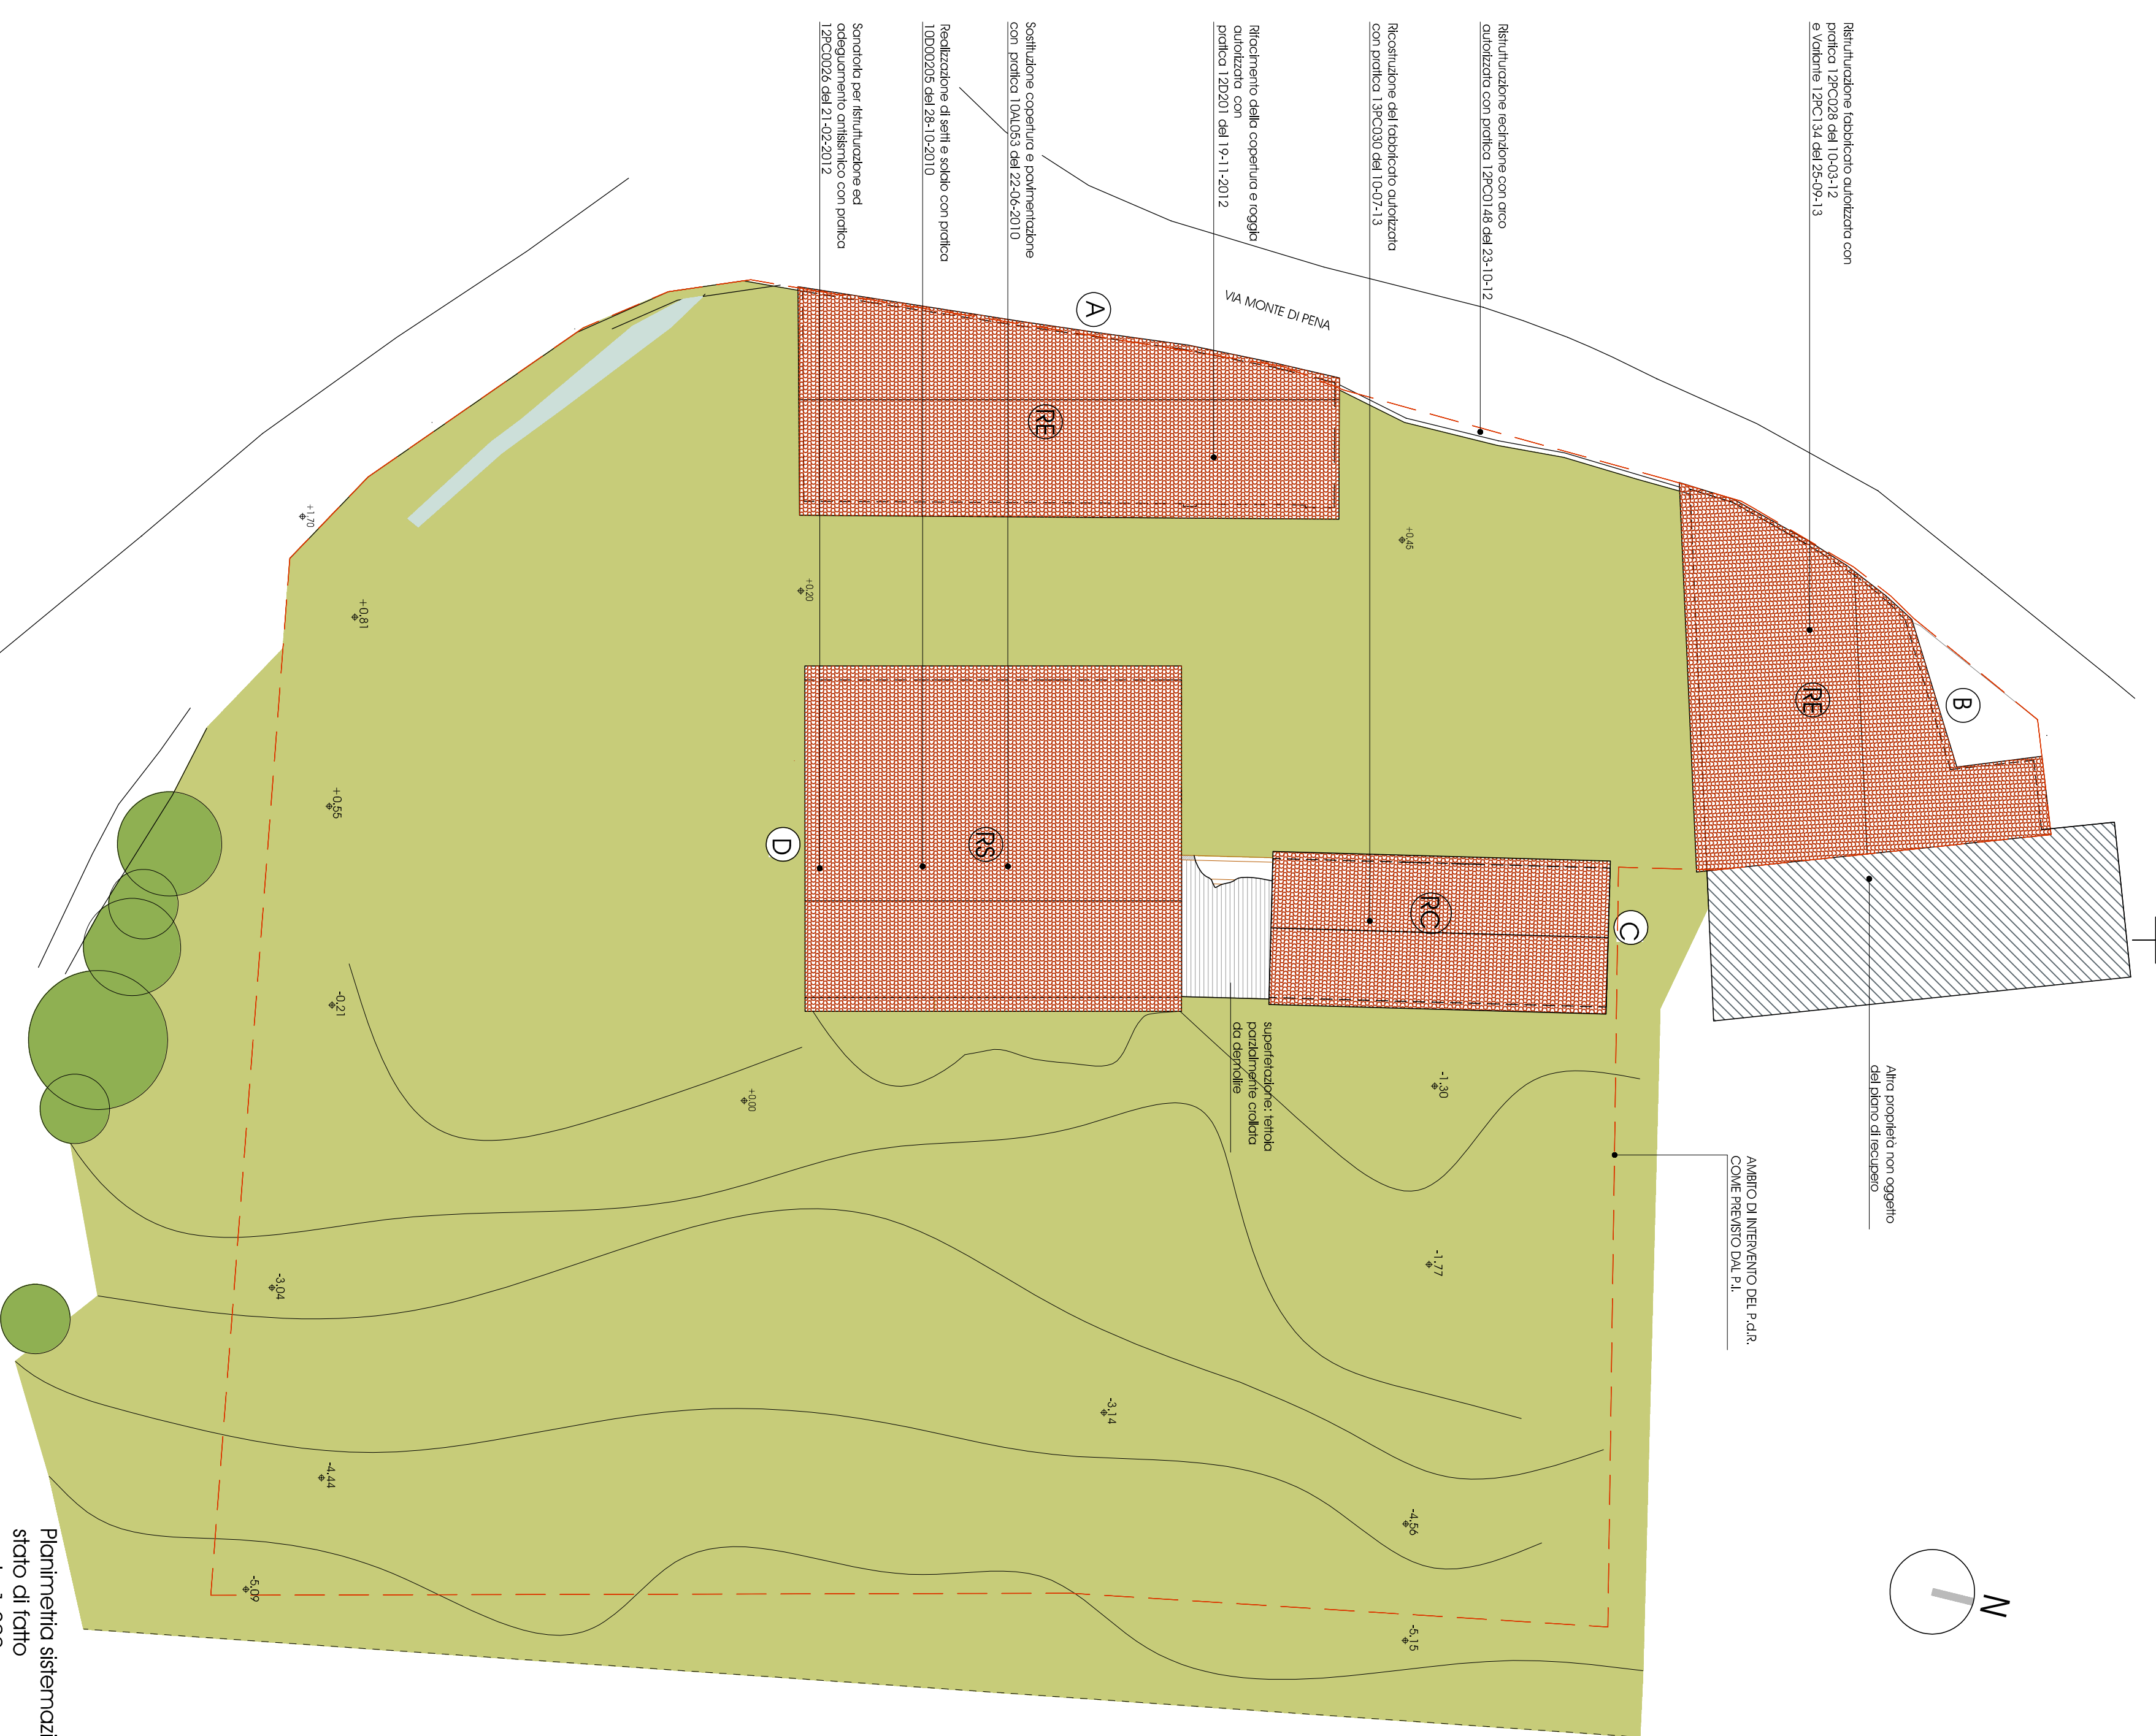 Ristrutturazione fabbricato autorizzata con
pratica 12PC028 del 10-03-12
e Variante 12PC134 del 25-09-13
Ristrutturazione recinzione con arco
autorizzata con pratica 12PC0148 del 23-10-12
Ricostruzione del fabbricato autorizzata
con pratica 13PC030 del 10-07-13
Rifacimento della copertura e roggia
autorizzata con
pratica 12D201 del 19-11-2012
Sostituzione copertura e pavimentazione
con pratica 10AL053 del 22-06-2010
Realizzazione di setti e solaio con pratica
10D00205 del 28-10-2010
Sanatoria per ristrutturazione ed
adeguamento antisismico con pratica
12PC0026 del 21-02-2012
VIA MONTE DI PENA
A
RE
B
RE
+1,70
+0,45
+0,20
+0,81
+0,55
D
RS
RC
C
-0,21
+0,00
superfetazione: tettoia
parzialmente crollata
da demolire
-1,30
-1,77
Altra proprietà non oggetto
del piano di recupero
AMBITO DI INTERVENTO DEL P.d.R.
COME PREVISTO DAL P.I.
-3,04
-3,14
-4,44
-4,56
-5,09
-5,15
N
Planimetria sistemazi
stato di fatto